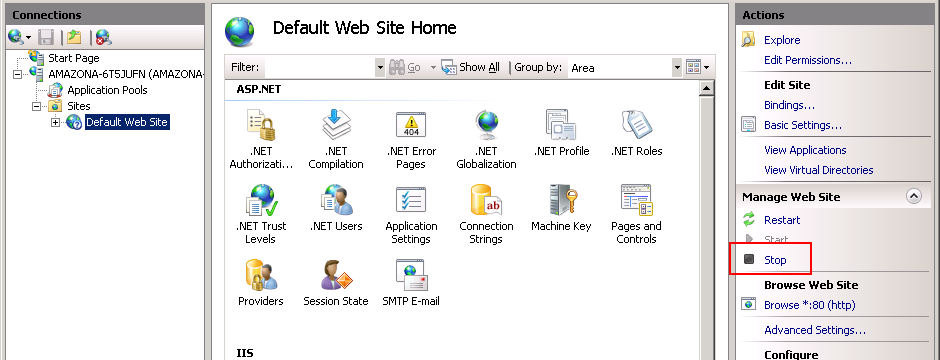 Connections
Start Page
AMAZONA-6T5JUFN (AMAZONA-
Application Pools
Sites
Default Web Site
Default Web Site Home
Filter:
Go
Show All
Group by:
Area
ASP.NET
.NET Authorizati...
.NET Compilation
404
.NET Error Pages
.NET Globalization
.NET Profile
.NET Roles
.NET Trust Levels
.NET Users
Application Settings
ab
Connection Strings
Machine Key
Pages and Controls
Providers
Session State
SMTP E-mail
IIS
Actions
Explore
Edit Permissions...
Edit Site
Bindings...
Basic Settings...
View Applications
View Virtual Directories
Manage Web Site
Restart
Start
Stop
Browse Web Site
Browse *:80 (http)
Advanced Settings...
Configure